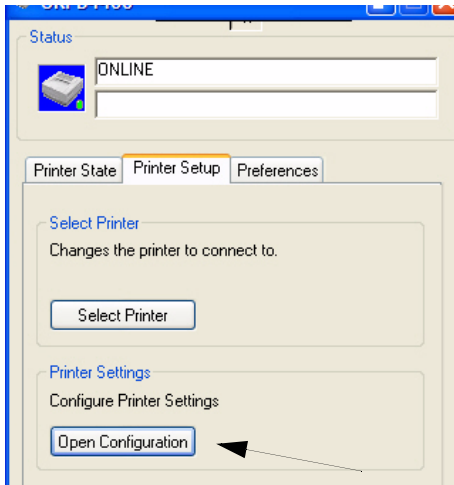 Status
ONLINE
Printer State Printer Setup Preferences
Select Printer
Changes the printer to connect to.
Select Printer
Printer Settings
Configure Printer Settings
Open Configuration